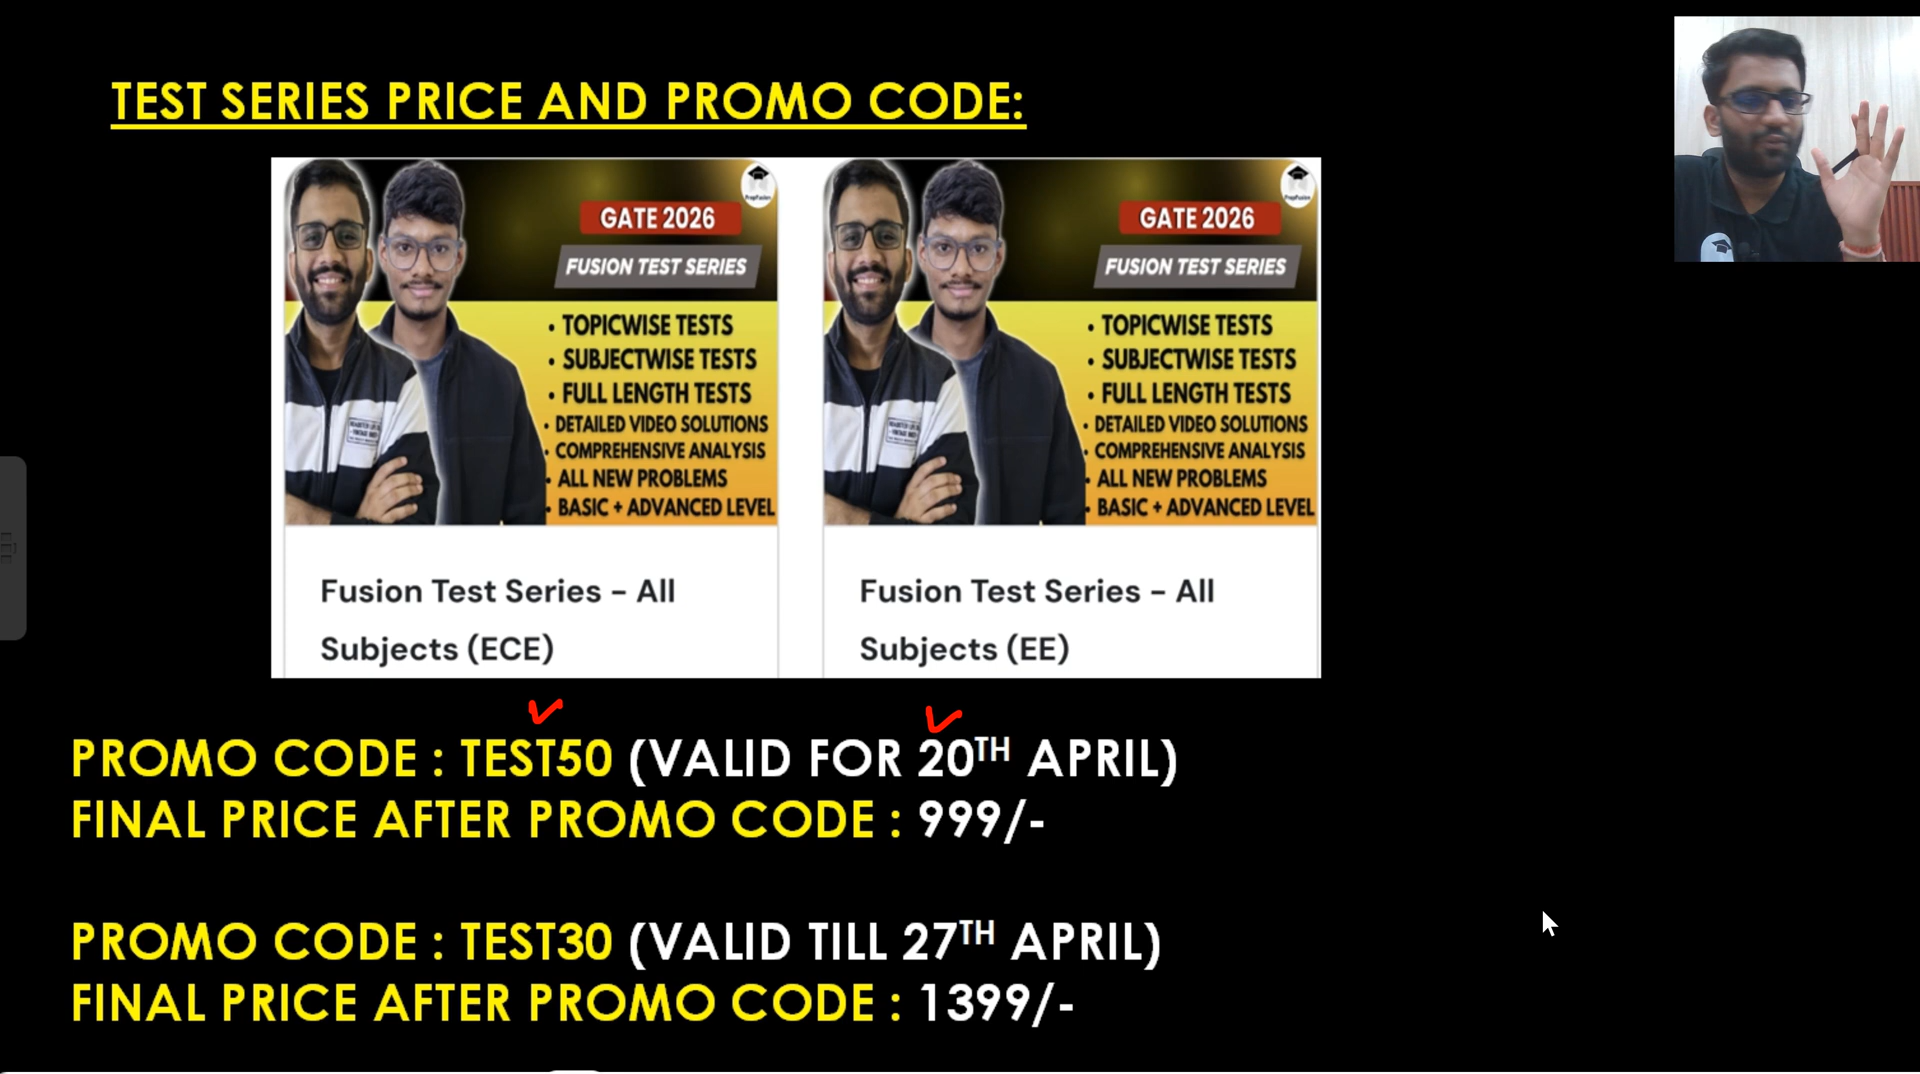 TEST SERIES PRICE AND PROMO CODE:
PrepFusion
GATE 2026
FUSION TEST SERIES
• TOPICWISE TESTS
• SUBJECTWISE TESTS
• FULL LENGTH TESTS
• DETAILED VIDEO SOLUTIONS
• COMPREHENSIVE ANALYSIS
• ALL NEW PROBLEMS
• BASIC + ADVANCED LEVEL
Fusion Test Series - All
Subjects (ECE)
PrepFusion
GATE 2026
FUSION TEST SERIES
• TOPICWISE TESTS
• SUBJECTWISE TESTS
• FULL LENGTH TESTS
• DETAILED VIDEO SOLUTIONS
• COMPREHENSIVE ANALYSIS
• ALL NEW PROBLEMS
• BASIC + ADVANCED LEVEL
Fusion Test Series - All
Subjects (EE)
PROMO CODE : TEST50 (VALID FOR 20TH APRIL)
FINAL PRICE AFTER PROMO CODE : 999/-
PROMO CODE : TEST30 (VALID TILL 27TH APRIL)
FINAL PRICE AFTER PROMO CODE : 1399/-